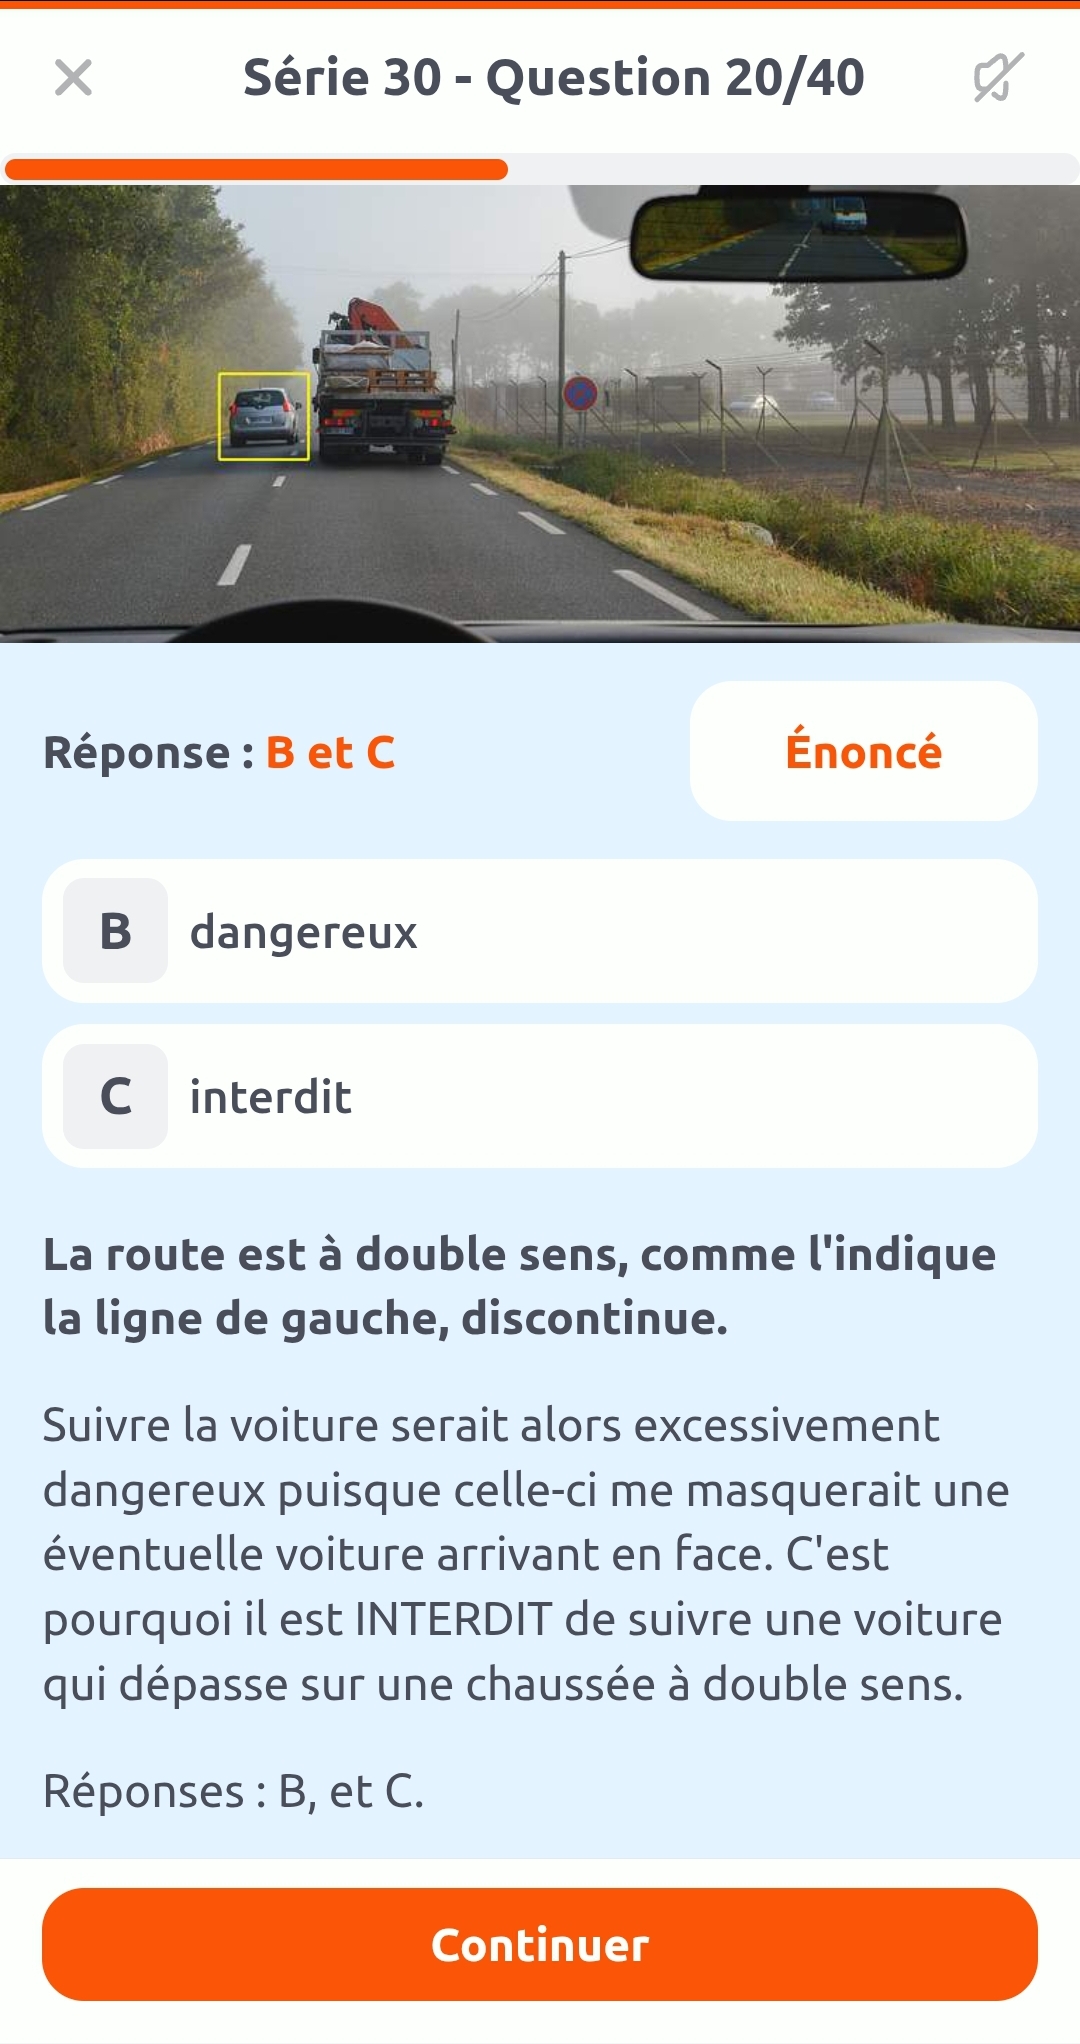 Série 30 - Question 20/40
Réponse : B et C
Énoncé
B dangereux
C interdit
La route est à double sens, comme l'indique
la ligne de gauche, discontinue.
Suivre la voiture serait alors excessivement
dangereux puisque celle-ci me masquerait une
éventuelle voiture arrivant en face. C'est
pourquoi il est INTERDIT de suivre une voiture
qui dépasse sur une chaussée à double sens.
Réponses : B, et C.
Continuer